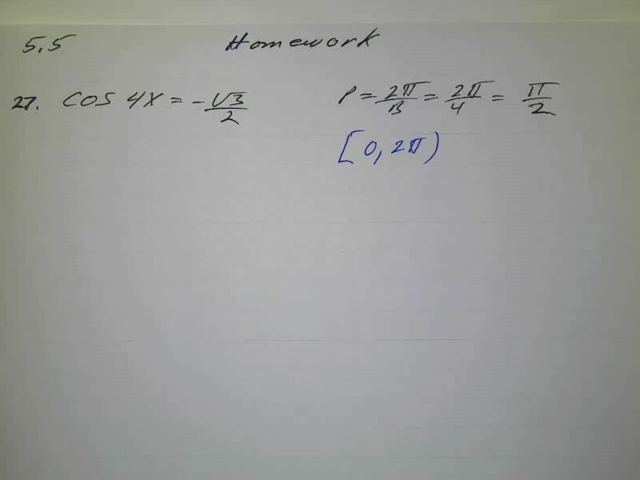 5.5 Homework
27. COS 4X = -√3/2 P = 2π/B = 2π/4 = π/2
[0, 2π)